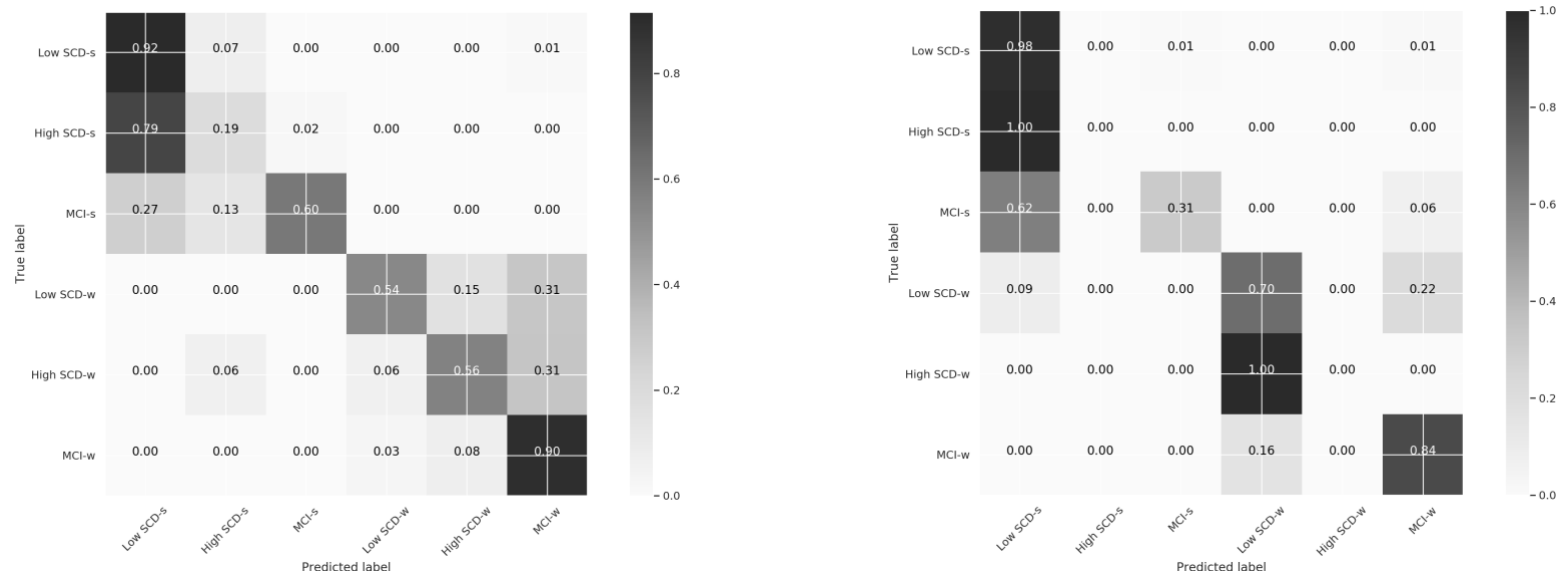 Low SCD-s 0.92 0.07 0.00 0.00 0.00 0.01
High SCD-s 0.79 0.19 0.02 0.00 0.00 0.00
MCI-s 0.27 0.13 0.60 0.00 0.00 0.00
Low SCD-w 0.00 0.00 0.00 0.54 0.15 0.31
High SCD-w 0.00 0.06 0.00 0.06 0.56 0.31
MCI-w 0.00 0.00 0.00 0.03 0.08 0.90
True label
Low SCD-s High SCD-s MCI-s Low SCD-w High SCD-w MCI-w
Predicted label
0.8
0.6
0.4
0.2
0.0
Low SCD-s 0.98 0.00 0.01 0.00 0.00 0.01
High SCD-s 1.00 0.00 0.00 0.00 0.00 0.00
MCI-s 0.62 0.00 0.31 0.00 0.00 0.06
Low SCD-w 0.09 0.00 0.00 0.70 0.00 0.22
High SCD-w 0.00 0.00 0.00 1.00 0.00 0.00
MCI-w 0.00 0.00 0.00 0.16 0.00 0.84
True label
Low SCD-s High SCD-s MCI-s Low SCD-w High SCD-w MCI-w
Predicted label
1.0
0.8
0.6
0.4
0.2
0.0